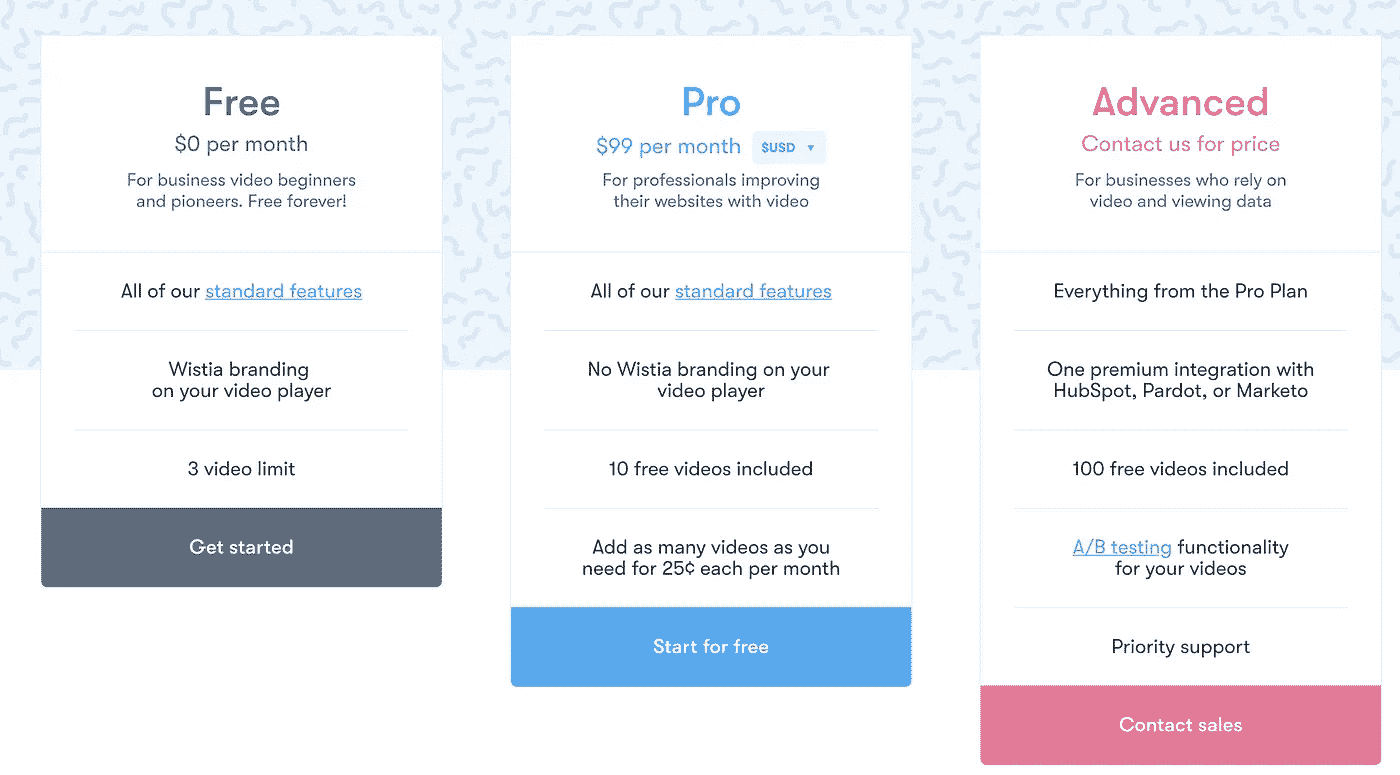 Free
$0 per month
For business video beginners
and pioneers. Free forever!
All of our standard features
Wistia branding
on your video player
3 video limit
Get started
Pro
$99 per month $USD ▼
For professionals improving
their websites with video
All of our standard features
No Wistia branding on your
video player
10 free videos included
Add as many videos as you
need for 25¢ each per month
Start for free
Advanced
Contact us for price
For businesses who rely on
video and viewing data
Everything from the Pro Plan
One premium integration with
HubSpot, Pardot, or Marketo
100 free videos included
A/B testing functionality
for your videos
Priority support
Contact sales